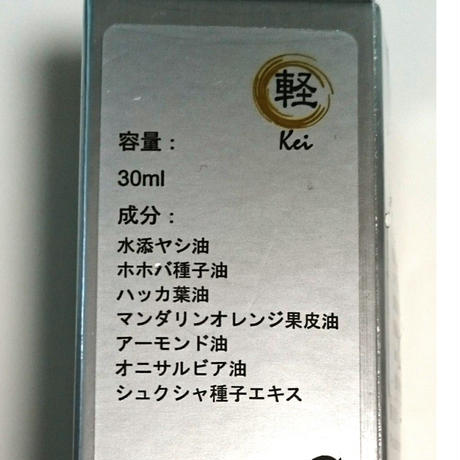 軽
Kei
容量：
30ml
成分：
水添ヤシ油
ホホバ種子油
ハッカ葉油
マンダリンオレンジ果皮油
アーモンド油
オニサルビア油
シュクシャ種子エキス